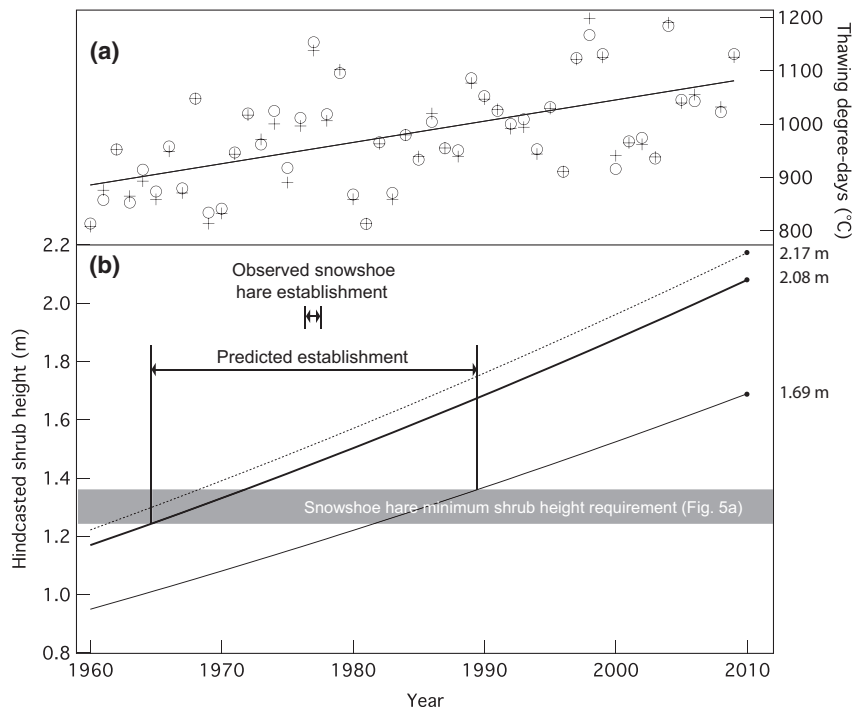 (a)
1200
1100
1000
900
800
Thawing degree-days (°C)
(b)
2.2
2.0
1.8
1.6
1.4
1.2
1.0
0.8
Hindcasted shrub height (m)
Observed snowshoe
hare establishment
Predicted establishment
Snowshoe hare minimum shrub height requirement (Fig. 5a)
2.17 m
2.08 m
1.69 m
1960
1970
1980
1990
2000
2010
Year